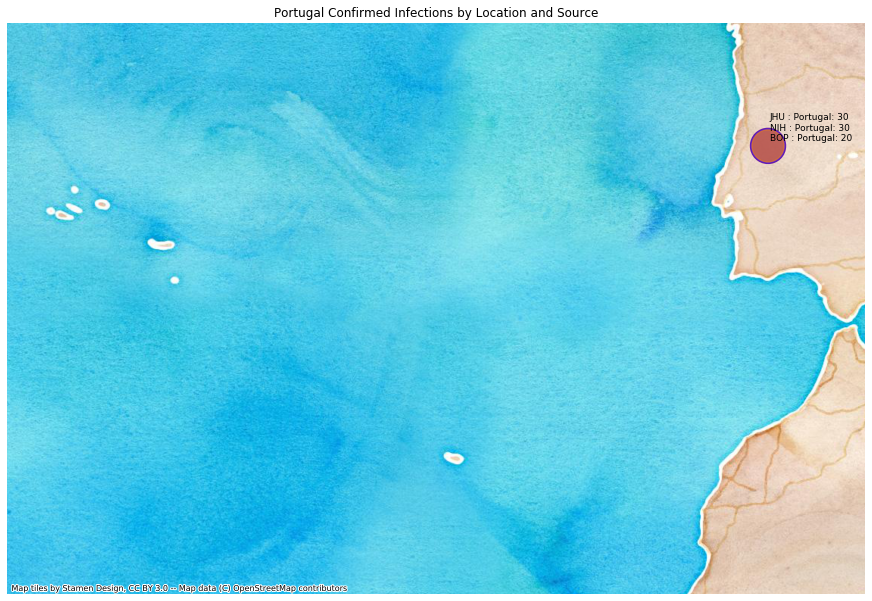 Portugal Confirmed Infections by Location and Source
JHU : Portugal: 30
NIH : Portugal: 30
BOP : Portugal: 20
Map tiles by Stamen Design, CC BY 3.0 -- Map data (C) OpenStreetMap contributors